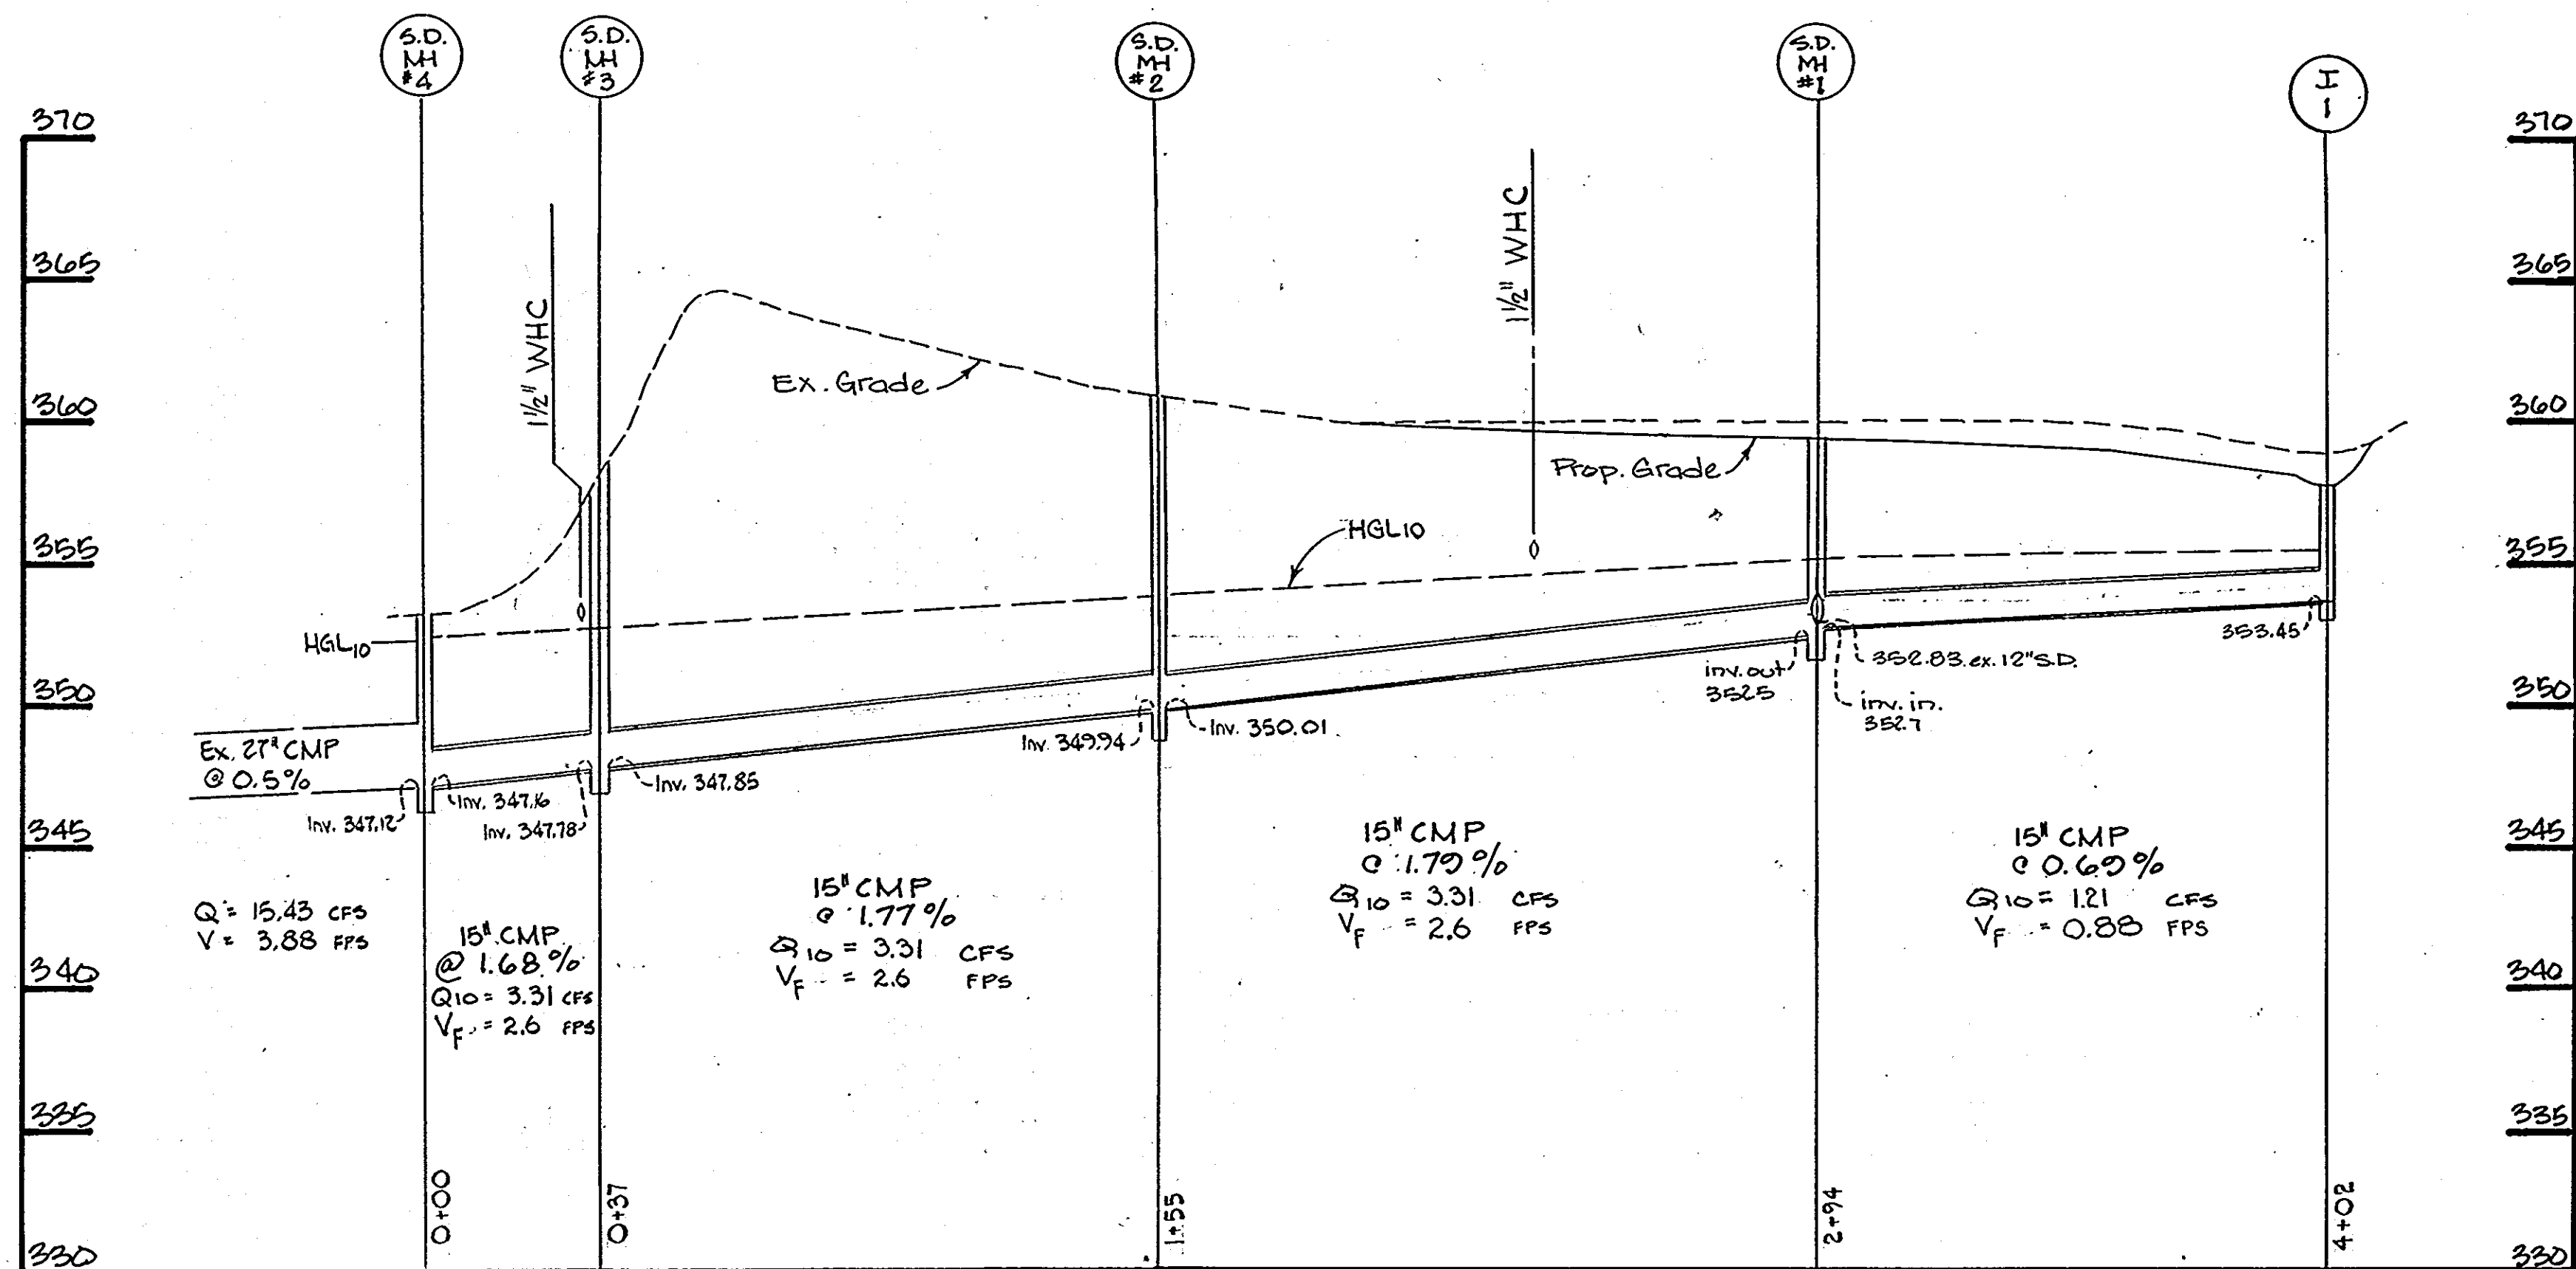 S.D.
MH
#4
S.D.
MH
#3
S.D.
MH
#2
S.D.
MH
#1
I
1
370
370
365
365
360
360
355
355
350
350
345
345
340
340
335
335
330
330
1½" WHC
1½" WHC
Ex. Grade
Prop. Grade
HGL10
HGL10
Ex. 27" CMP
@ 0.5%
Inv. 347.12
Inv. 347.16
Inv. 347.78
Inv. 347.85
Inv. 349.94
Inv. 350.01
inv. out
352.5
352.83 ex. 12" S.D.
inv. in.
352.7
353.45
Q = 15.43 CFS
V = 3.88 FPS
15" CMP
@ 1.68 %
Q10 = 3.31 CFS
VF = 2.6 FPS
15" CMP
@ 1.77 %
Q10 = 3.31 CFS
VF = 2.6 FPS
15" CMP
@ 1.79 %
Q10 = 3.31 CFS
VF = 2.6 FPS
15" CMP
@ 0.69 %
Q10 = 1.21 CFS
VF = 0.88 FPS
0+00
0+37
1+55
2+94
4+02